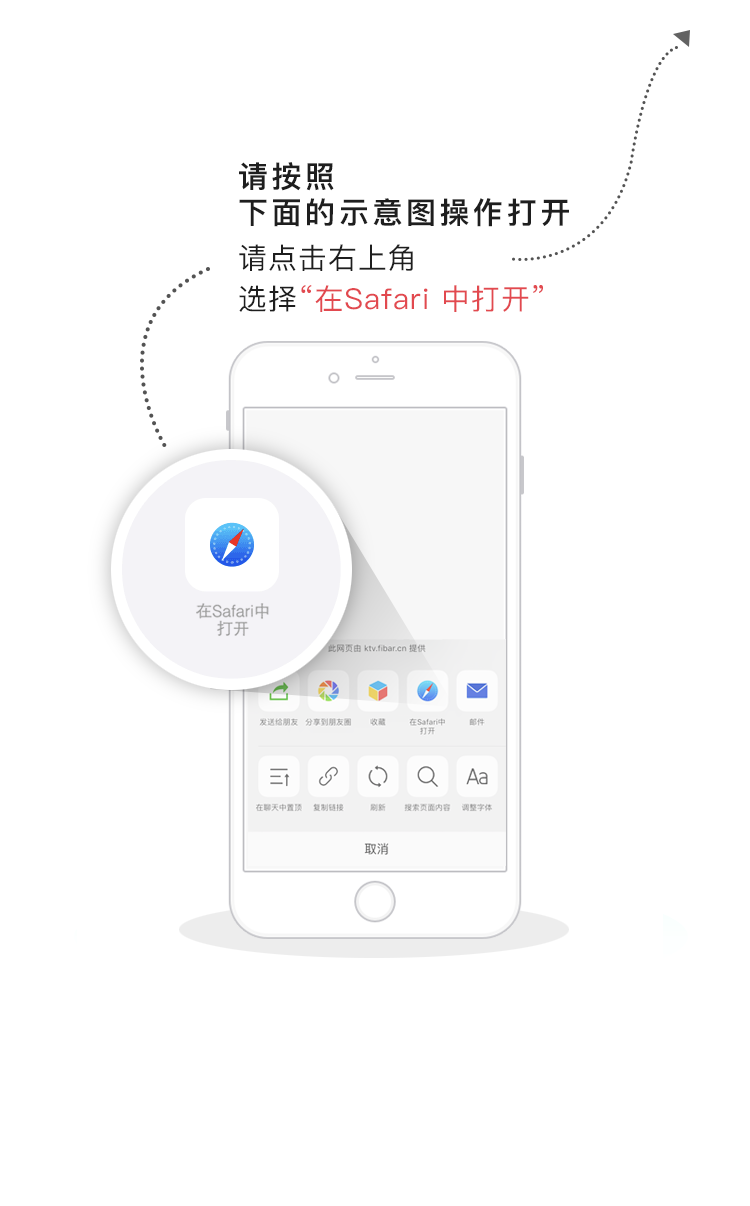 请按照
下面的示意图操作打开
请点击右上角
选择“在Safari 中打开”
在Safari中
打开
此网页由 ktv.fibar.cn 提供
发送给朋友 分享到朋友圈 收藏 在Safari中 邮件
打开
在聊天中置顶 复制链接 刷新 搜索页面内容 调整字体
Aa
取消